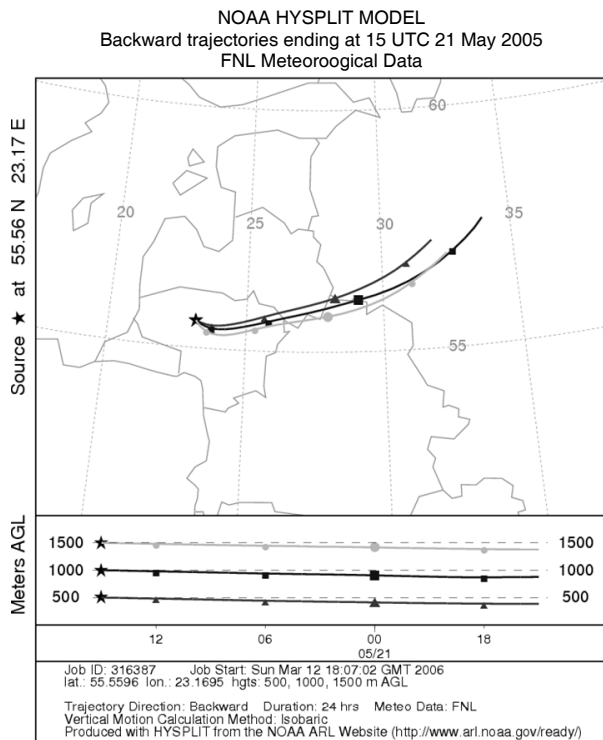 NOAA HYSPLIT MODEL
Backward trajectories ending at 15 UTC 21 May 2005
FNL Meteoroogical Data
Source ★ at 55.56 N 23.17 E
60
20
25
30
35
55
Meters AGL
1500
1500
1000
1000
500
500
12 06 00 18
05/21
Job ID: 316387 Job Start: Sun Mar 12 18:07:02 GMT 2006
lat.: 55.5596 lon.: 23.1695 hgts: 500, 1000, 1500 m AGL
Trajectory Direction: Backward Duration: 24 hrs Meteo Data: FNL
Vertical Motion Calculation Method: Isobaric
Produced with HYSPLIT from the NOAA ARL Website (http://www.arl.noaa.gov/ready/)